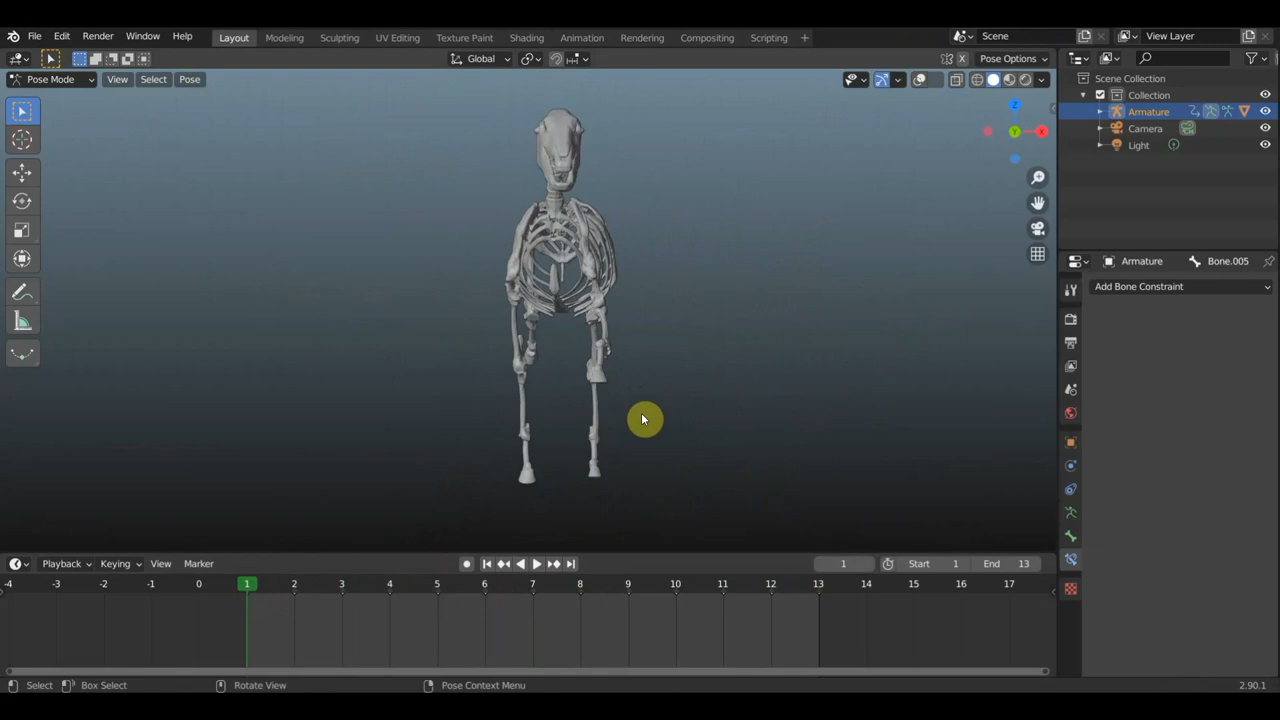 File Edit Render Window Help Layout Modeling Sculpting UV Editing Texture Paint Shading Animation Rendering Compositing Scripting + Scene View Layer
Global Pose Options
Pose Mode View Select Pose
Scene Collection
Collection
Armature
Camera
Light
Z
Y
X
Armature Bone.005
Add Bone Constraint
Playback Keying View Marker 1 Start 1 End 13
-4 -3 -2 -1 0 1 2 3 4 5 6 7 8 9 10 11 12 13 14 15 16 17
Select Box Select Rotate View Pose Context Menu 2.90.1